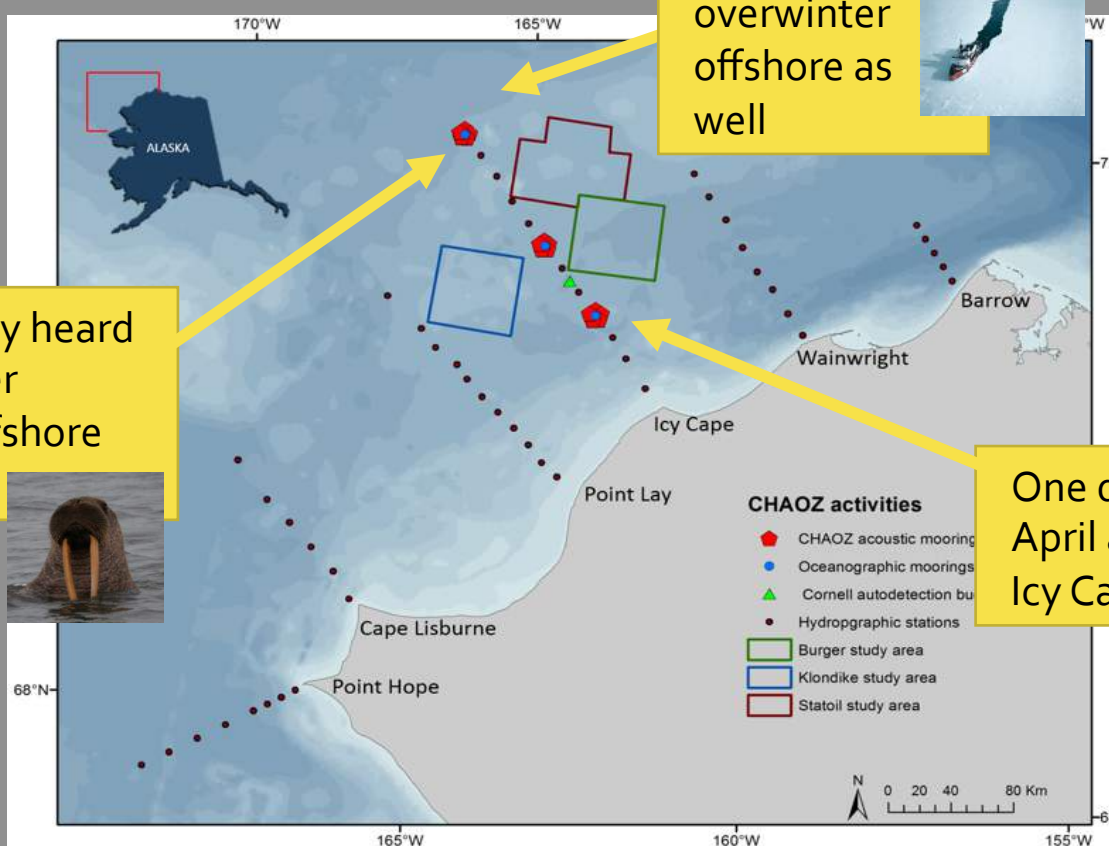 170°W
165°W
°W
overwinter
offshore as
well
ALASKA
y heard
er
fshore
Barrow
Wainwright
Icy Cape
Point Lay
Cape Lisburne
Point Hope
68°N
CHAOZ activities
CHAOZ acoustic mooring
Oceanographic moorings
Cornell autodetection bu
Hydropgraphic stations
Burger study area
Klondike study area
Statoil study area
One
April
Icy Ca
N
0 20 40 80 Km
165°W
160°W
155°W